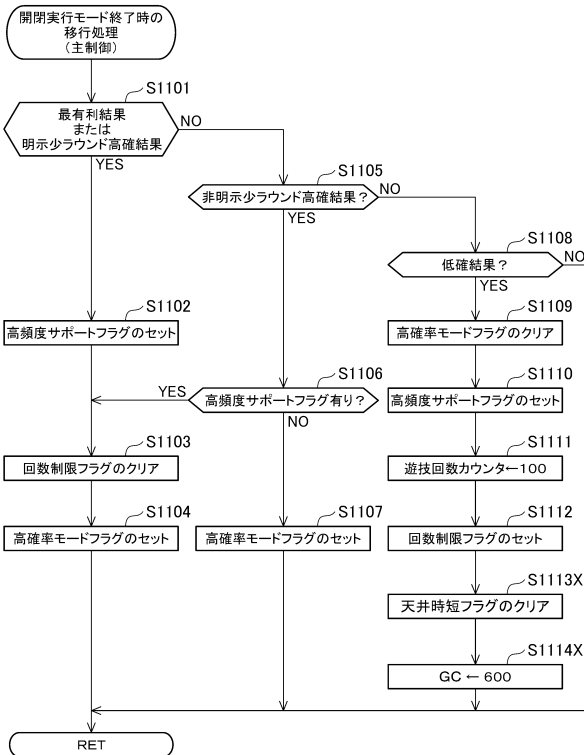 開閉実行モード終了時の
移行処理
(主制御)
S1101
最有利結果
または
明示少ラウンド高確結果
NO
YES
S1105
非明示少ラウンド高確結果？
NO
YES
S1108
低確結果？
NO
YES
S1102
高頻度サポートフラグのセット
S1109
高確率モードフラグのクリア
S1106
高頻度サポートフラグ有り？
YES
NO
S1110
高頻度サポートフラグのセット
S1103
回数制限フラグのクリア
S1111
遊技回数カウンタ←100
S1104
高確率モードフラグのセット
S1107
高確率モードフラグのセット
S1112
回数制限フラグのセット
S1113X
天井時短フラグのクリア
S1114X
GC ← 600
RET